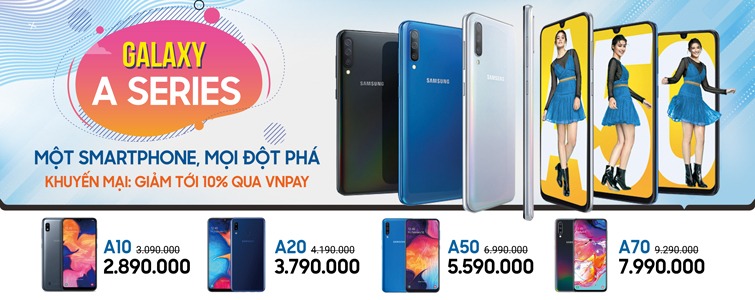 GALAXY
A SERIES
MỘT SMARTPHONE, MỌI ĐỘT PHÁ
KHUYẾN MẠI: GIẢM TỚI 10% QUA VNPAY
SAMSUNG
SAMSUNG
SAMSUNG
A50
A10 3.090.000
2.890.000
A20 4.190.000
3.790.000
A50 6.990.000
5.590.000
A70 9.290.000
7.990.000